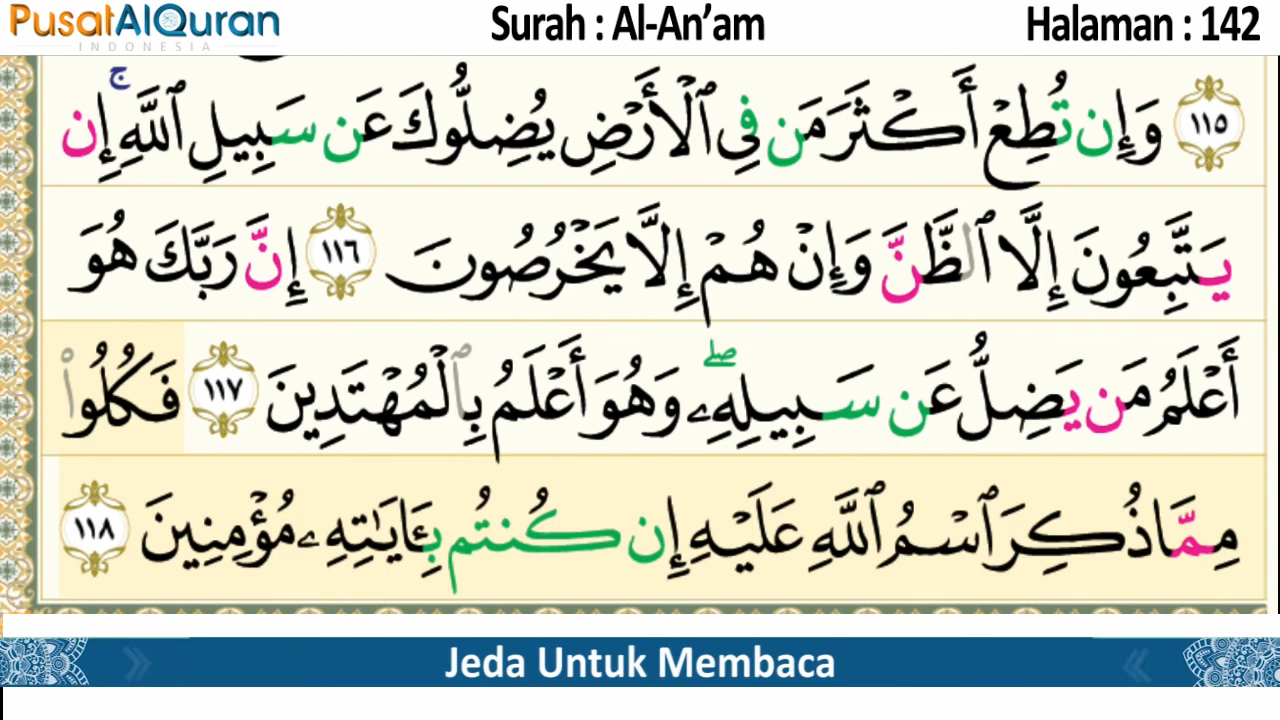 PusatAlQuran
INDONESIA
Surah : Al-An’am
Halaman : 142
١١٥ وَإِن تُطِعْ أَكْثَرَ مَن فِى ٱلْأَرْضِ يُضِلُّوكَ عَن سَبِيلِ ٱللَّهِ ۚ إِن
يَتَّبِعُونَ إِلَّا ٱلظَّنَّ وَإِنْ هُمْ إِلَّا يَخْرُصُونَ ١١٦ إِنَّ رَبَّكَ هُوَ
أَعْلَمُ مَن يَضِلُّ عَن سَبِيلِهِۦ ۖ وَهُوَ أَعْلَمُ بِٱلْمُهْتَدِينَ ١١٧ فَكُلُوا۟
مِمَّا ذُكِرَ ٱسْمُ ٱللَّهِ عَلَيْهِ إِن كُنتُم بِـَٔايَـٰتِهِۦ مُؤْمِنِينَ ١١٨
Jeda Untuk Membaca